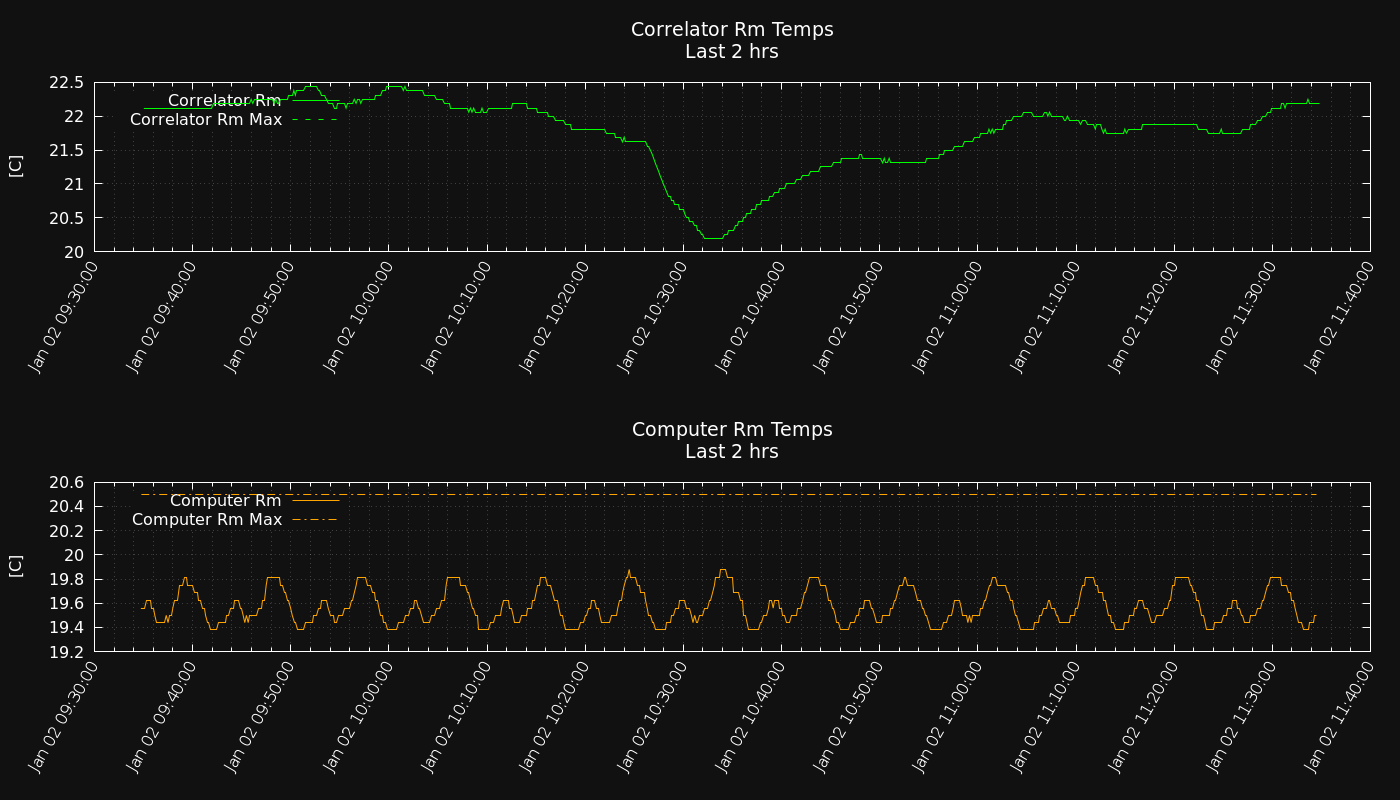 Correlator Rm Temps
Last 2 hrs
22.5
22
21.5
21
20.5
20
[C]
Correlator Rm
Correlator Rm Max
Jan 02 09:30:00
Jan 02 09:40:00
Jan 02 09:50:00
Jan 02 10:00:00
Jan 02 10:10:00
Jan 02 10:20:00
Jan 02 10:30:00
Jan 02 10:40:00
Jan 02 10:50:00
Jan 02 11:00:00
Jan 02 11:10:00
Jan 02 11:20:00
Jan 02 11:30:00
Jan 02 11:40:00
Computer Rm Temps
Last 2 hrs
20.6
20.4
20.2
20
19.8
19.6
19.4
19.2
[C]
Computer Rm
Computer Rm Max
Jan 02 09:30:00
Jan 02 09:40:00
Jan 02 09:50:00
Jan 02 10:00:00
Jan 02 10:10:00
Jan 02 10:20:00
Jan 02 10:30:00
Jan 02 10:40:00
Jan 02 10:50:00
Jan 02 11:00:00
Jan 02 11:10:00
Jan 02 11:20:00
Jan 02 11:30:00
Jan 02 11:40:00